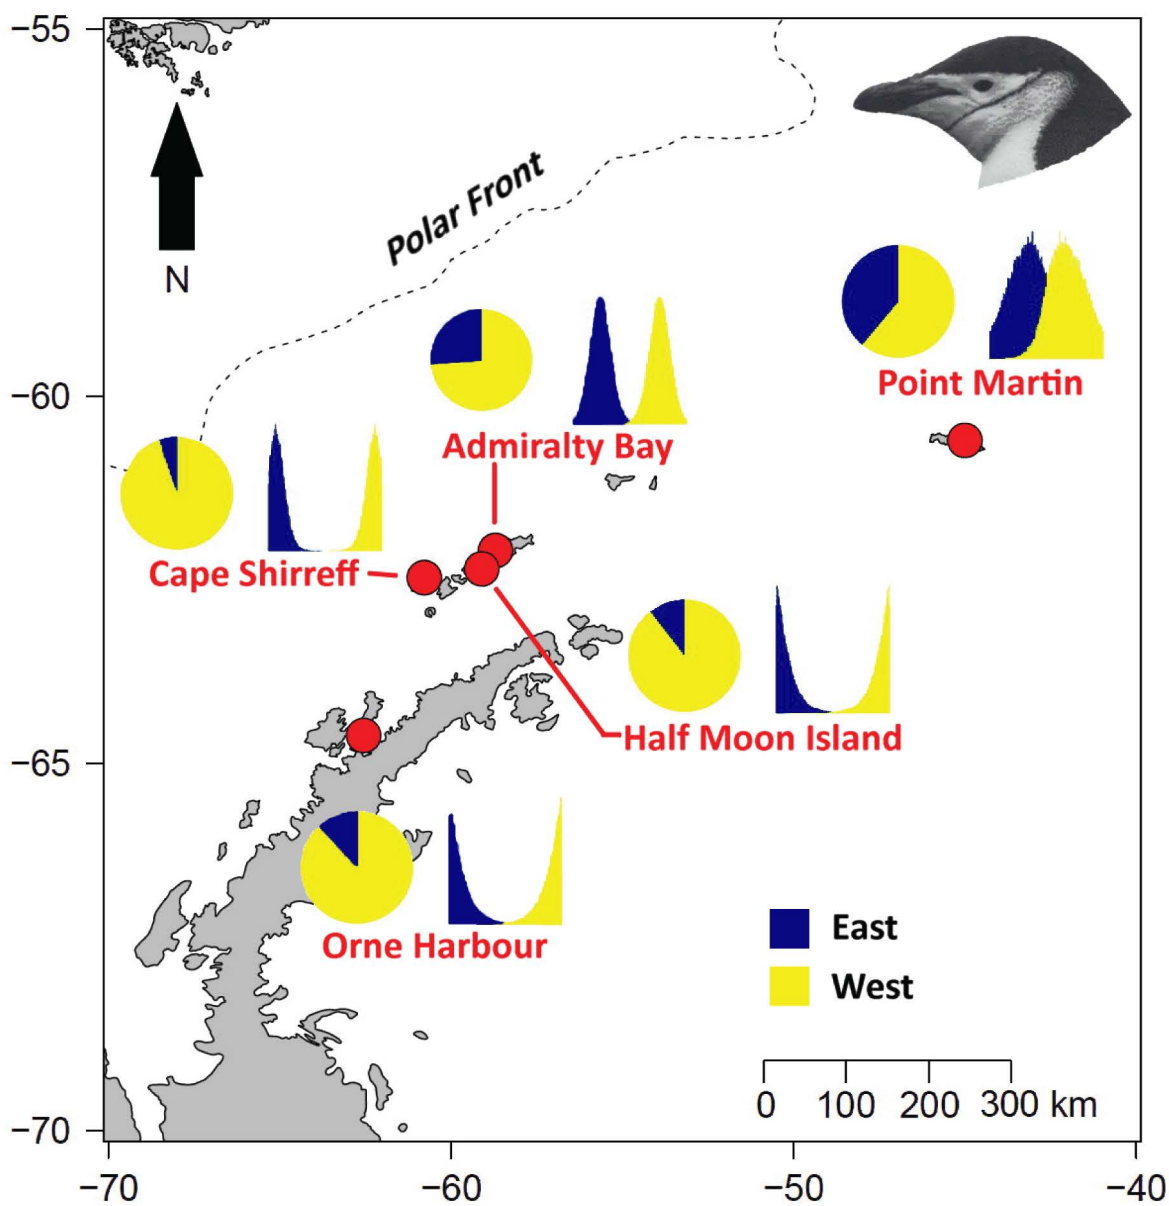 −55
N
Polar Front
Point Martin
−60
Admiralty Bay
Cape Shirreff
Half Moon Island
−65
Orne Harbour
East
West
0 100 200 300 km
−70
−70 −60 −50 −40